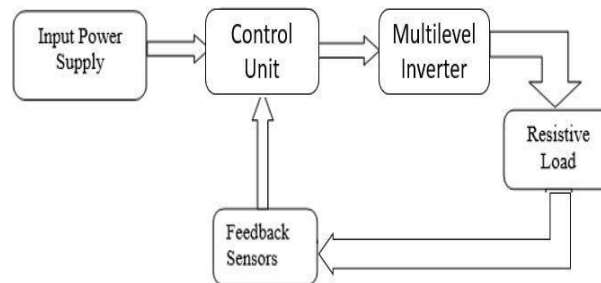 Input Power
Supply
Control
Unit
Multilevel
Inverter
Resistive
Load
Feedback
Sensors